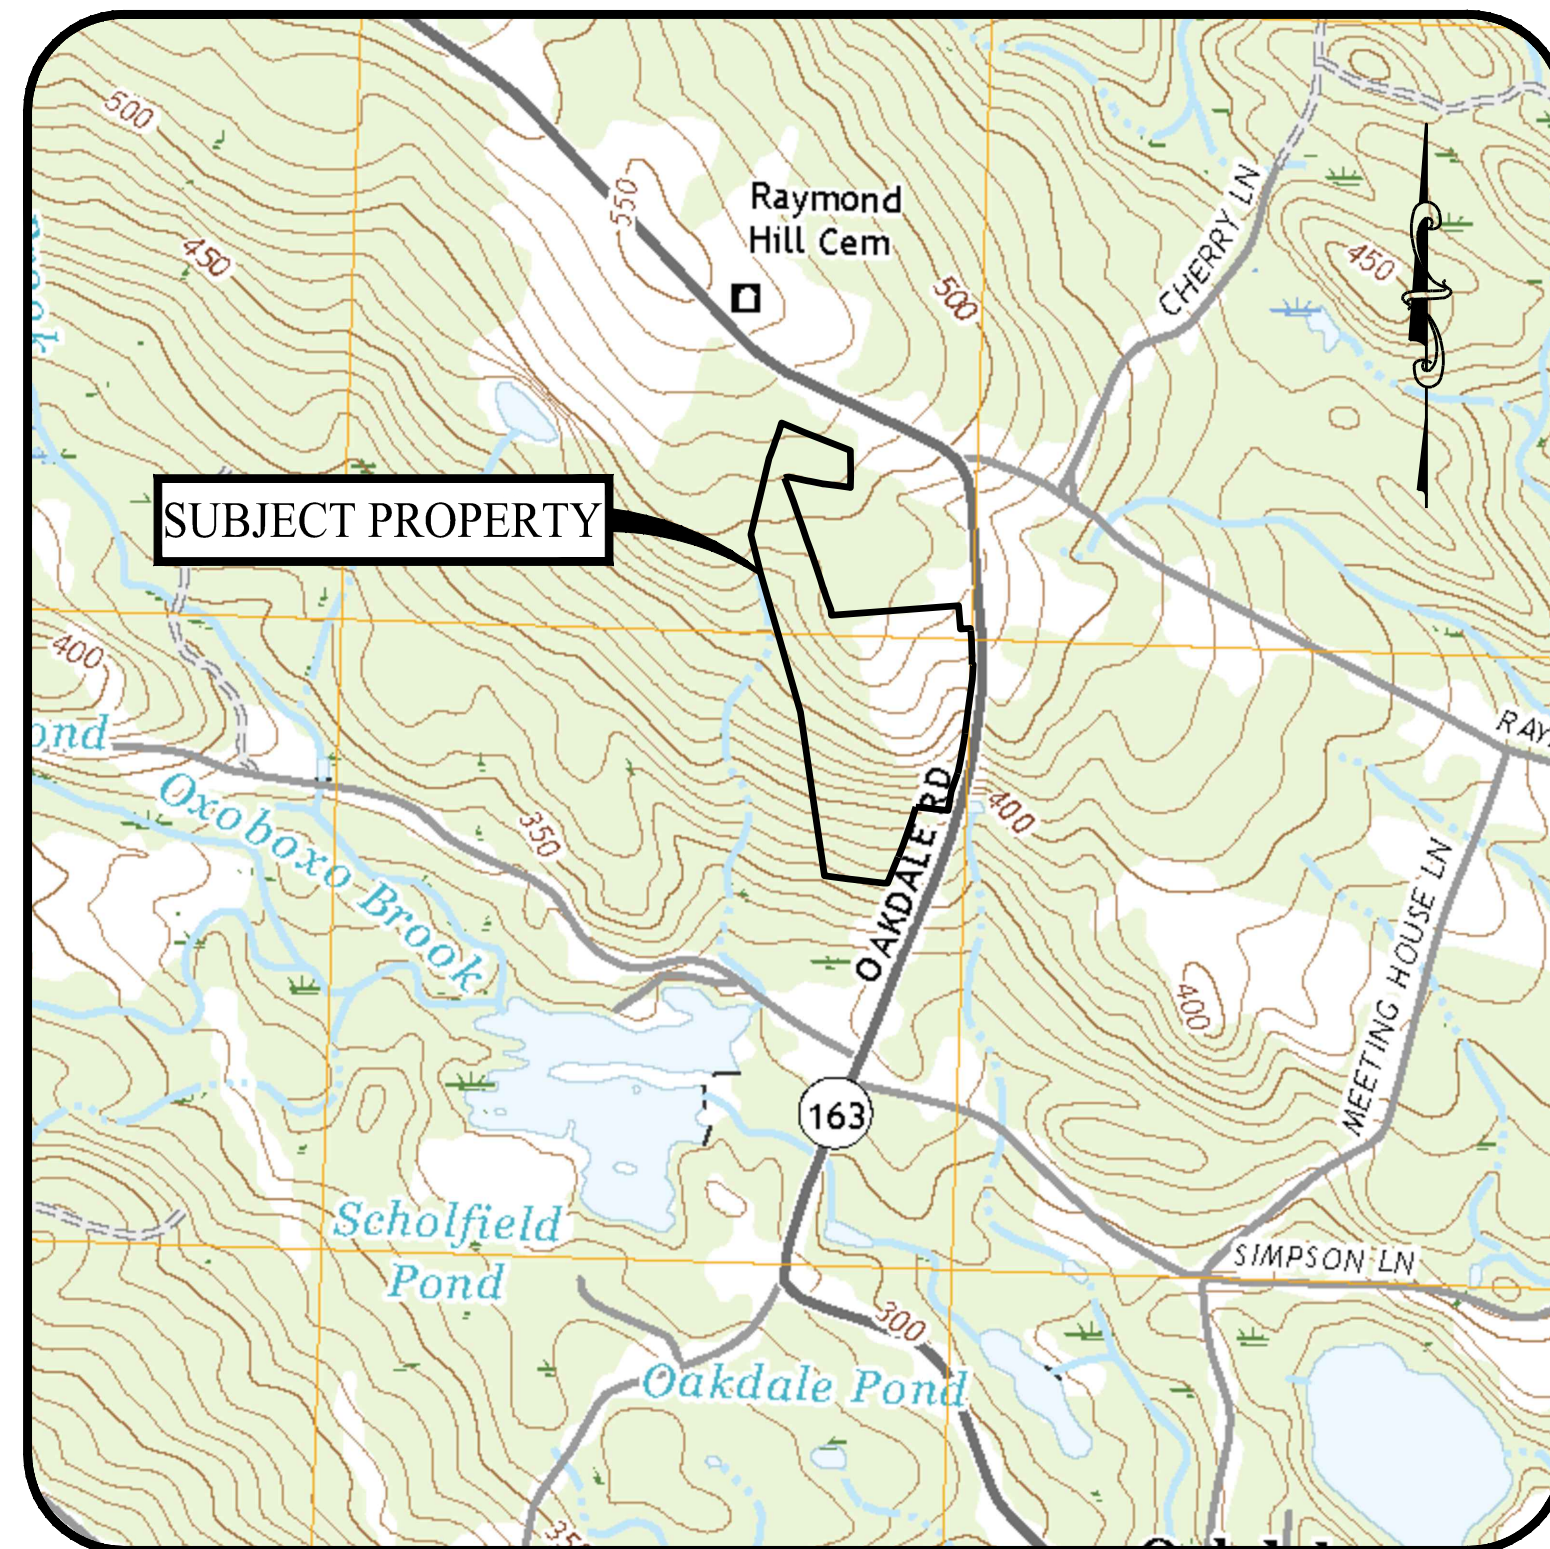 500
550
Raymond
Hill Cem
CHERRY LN
450
450
500
SUBJECT PROPERTY
400
ond
RAY
Oxoboxo Brook
350
400
OAKDALE RD
MEETING HOUSE LN
400
163
Scholfield
Pond
SIMPSON LN
300
Oakdale Pond